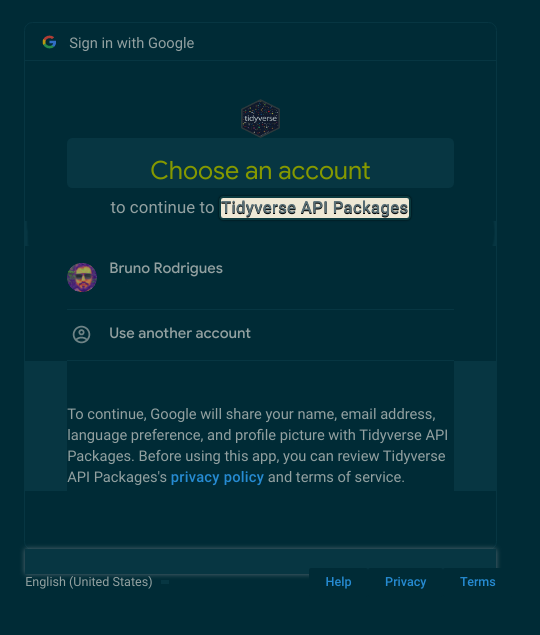 Sign in with Google
tidyverse
Choose an account
to continue to Tidyverse API Packages
Bruno Rodrigues
Use another account
To continue, Google will share your name, email address,
language preference, and profile picture with Tidyverse API
Packages. Before using this app, you can review Tidyverse
API Packages's privacy policy and terms of service.
English (United States) Help Privacy Terms